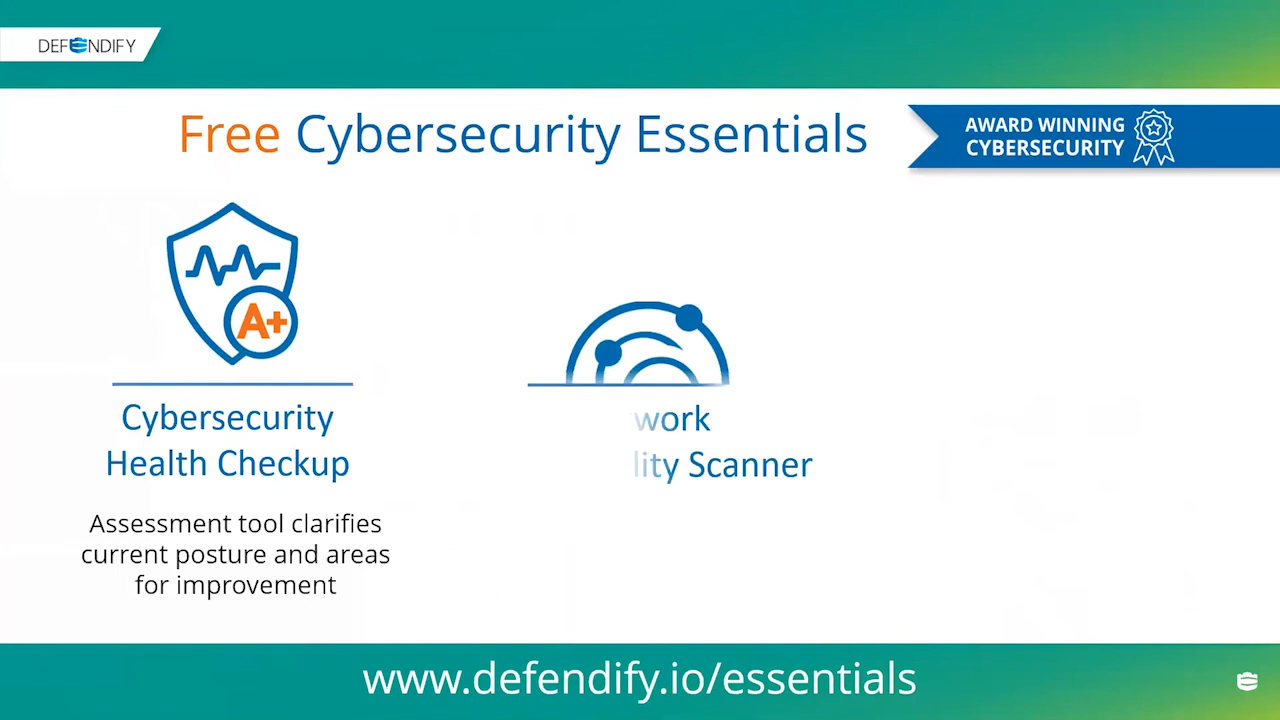 DEFENDIFY
Free Cybersecurity Essentials
AWARD WINNING
CYBERSECURITY
A+
Cybersecurity
Health Checkup
Assessment tool clarifies
current posture and areas
for improvement
work
lity Scanner
www.defendify.io/essentials